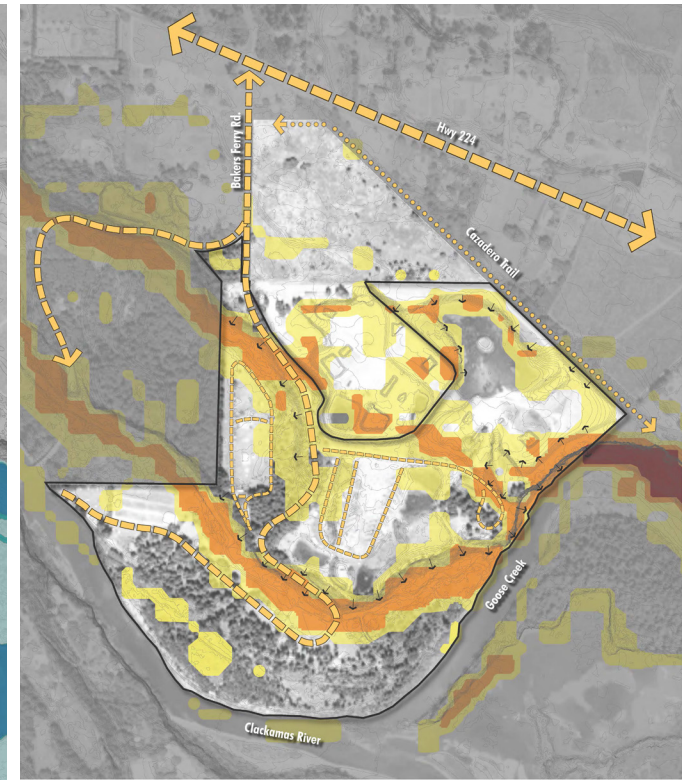 Hwy 224
Bakers Ferry Rd.
Cazadero Trail
Goose Creek
Clackamas River